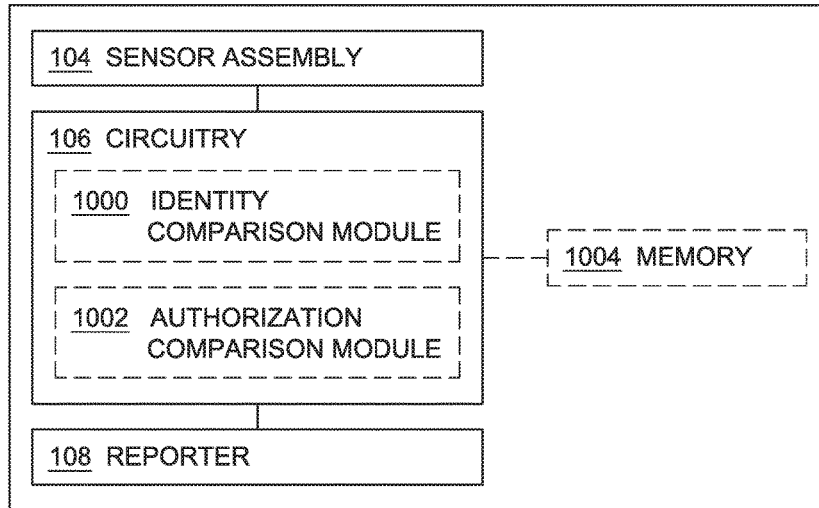 104 SENSOR ASSEMBLY
106 CIRCUITRY
1000 IDENTITY
COMPARISON MODULE
1004 MEMORY
1002 AUTHORIZATION
COMPARISON MODULE
108 REPORTER